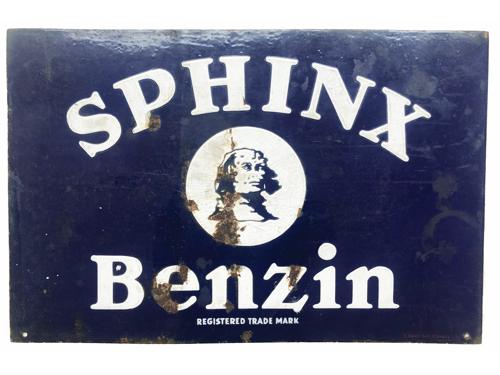 SPHINX
Benzin
REGISTERED TRADE MARK